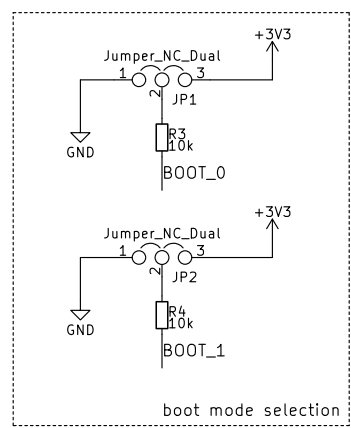 +3V3
Jumper_NC_Dual
1
2
3
JP1
GND
R3
10k
BOOT_0
+3V3
Jumper_NC_Dual
1
2
3
JP2
GND
R4
10k
BOOT_1
boot mode selection